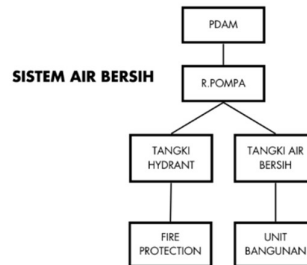 PDAM
SISTEM AIR BERSIH
R.POMPA
TANGKI
HYDRANT
TANGKI AIR
BERSIH
FIRE
PROTECTION
UNIT
BANGUNAN